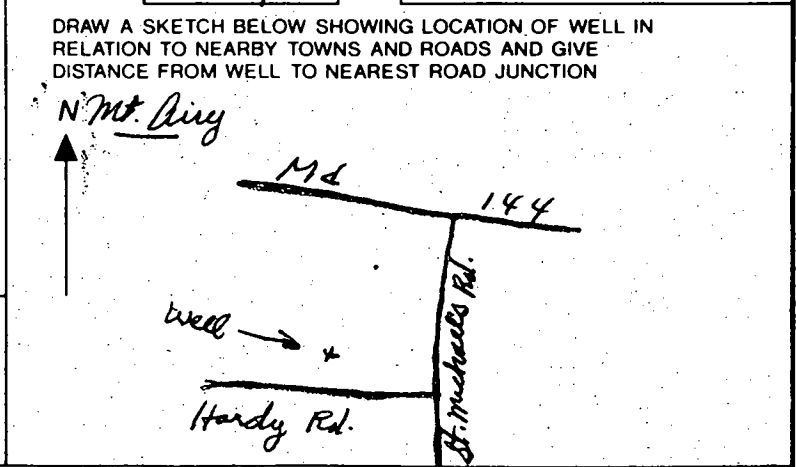 DRAW A SKETCH BELOW SHOWING LOCATION OF WELL IN
RELATION TO NEARBY TOWNS AND ROADS AND GIVE
DISTANCE FROM WELL TO NEAREST ROAD JUNCTION
N Mt. Airy
Md 144
St. Michaels Rd.
Well
Hardy Rd.